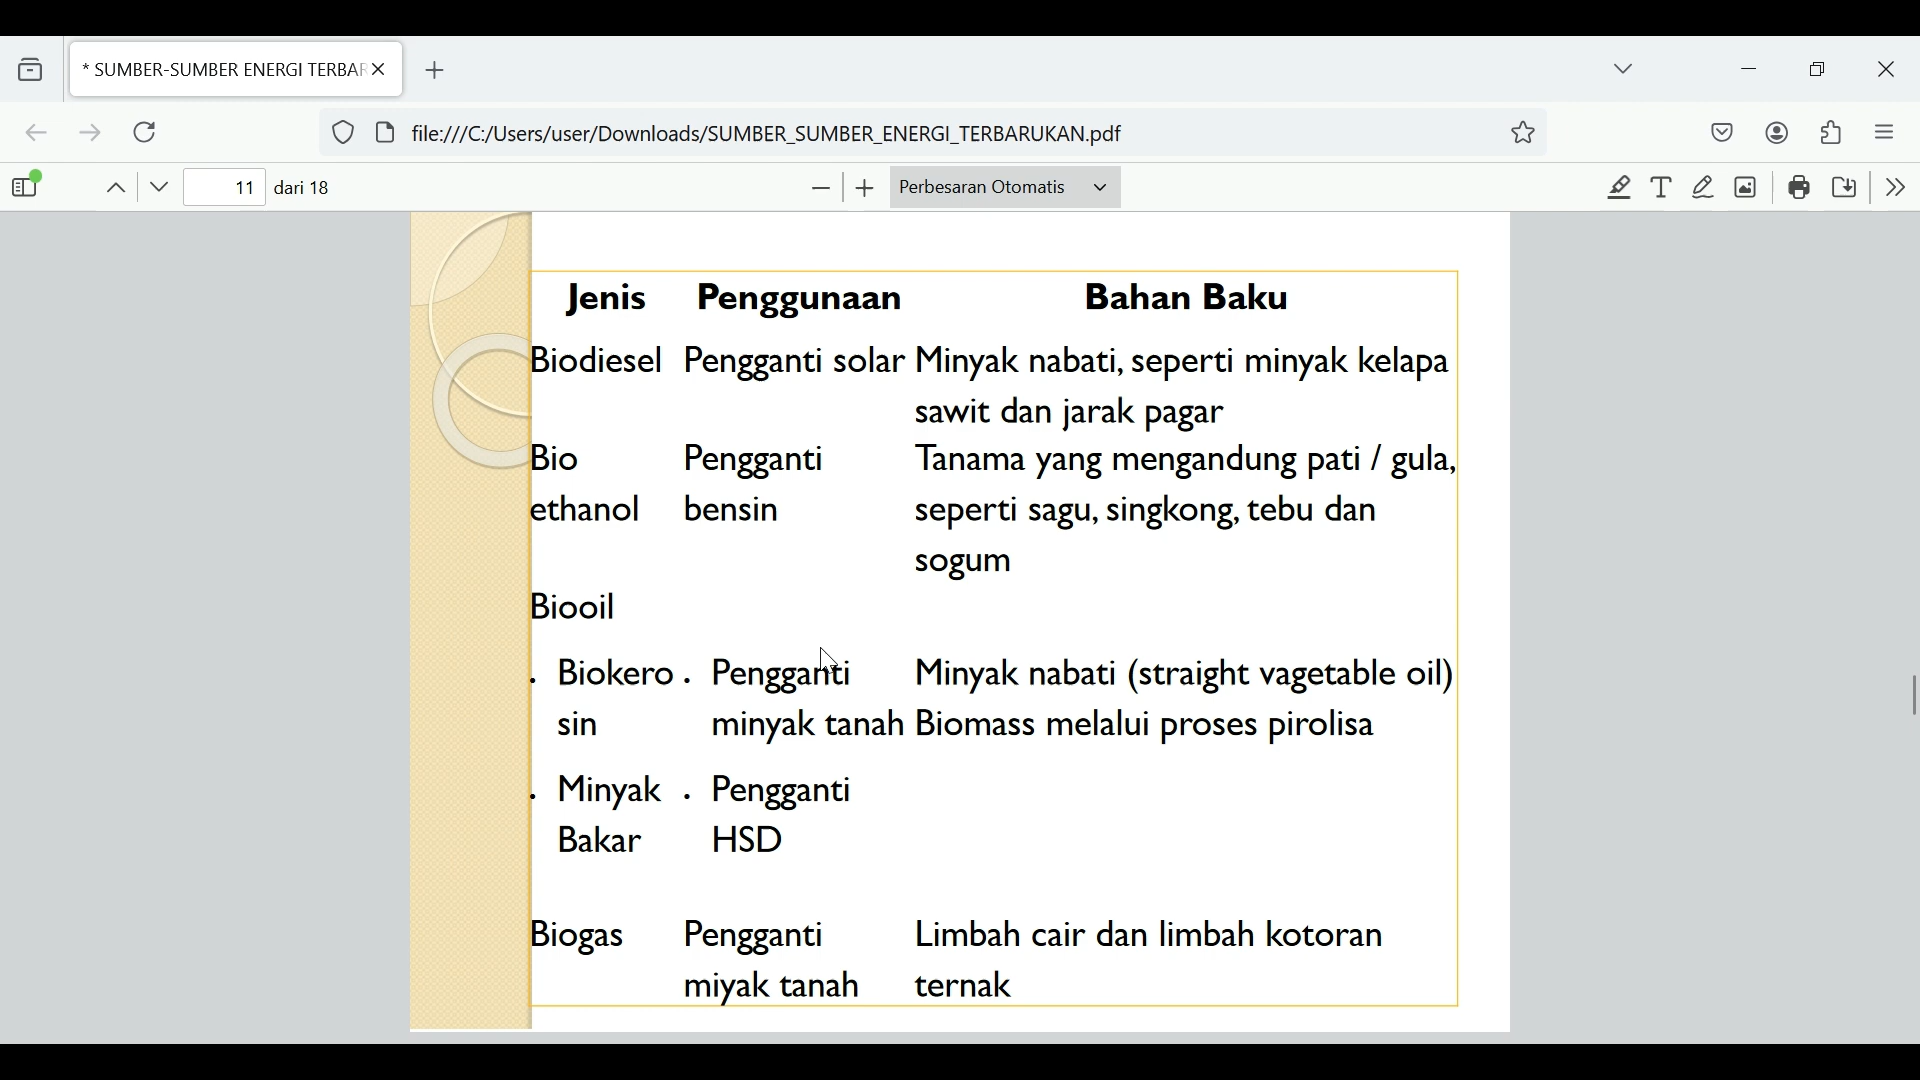 * SUMBER-SUMBER ENERGI TERBAR
file:///C:/Users/user/Downloads/SUMBER_SUMBER_ENERGI_TERBARUKAN.pdf
11 dari 18
Perbesaran Otomatis
Jenis Penggunaan Bahan Baku
Biodiesel Pengganti solar Minyak nabati, seperti minyak kelapa
sawit dan jarak pagar
Bio Pengganti Tanama yang mengandung pati / gula,
ethanol bensin seperti sagu, singkong, tebu dan
sogum
Biooil
• Biokero • Pengganti Minyak nabati (straight vagetable oil)
sin minyak tanah Biomass melalui proses pirolisa
• Minyak • Pengganti
Bakar HSD
Biogas Pengganti Limbah cair dan limbah kotoran
miyak tanah ternak